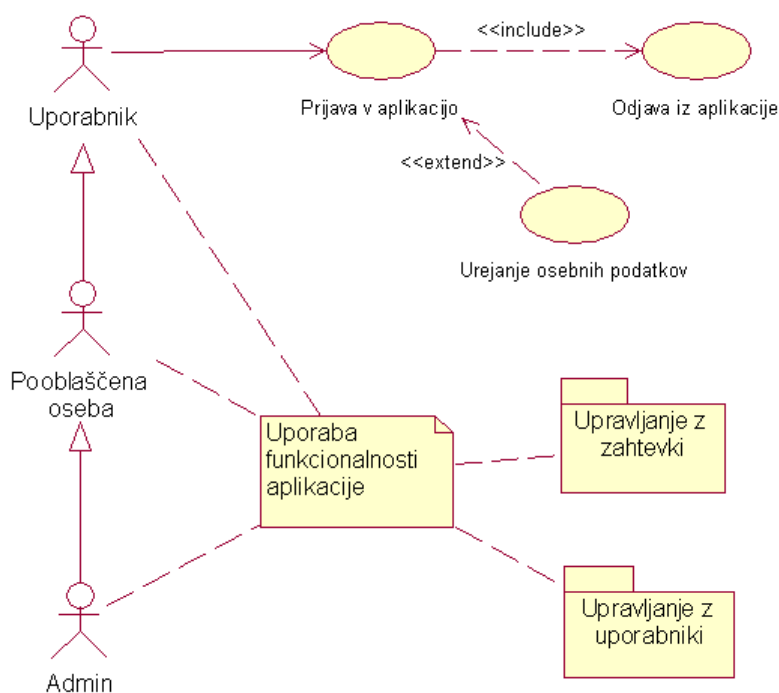 <<include>>
Prijava v aplikacijo
Odjava iz aplikacije
Uporabnik
<<extend>>
Urejanje osebnih podatkov
Pooblaščena
oseba
Uporaba
funkcionalnosti
aplikacije
Upravljanje z
zahtevki
Upravljanje z
uporabniki
Admin